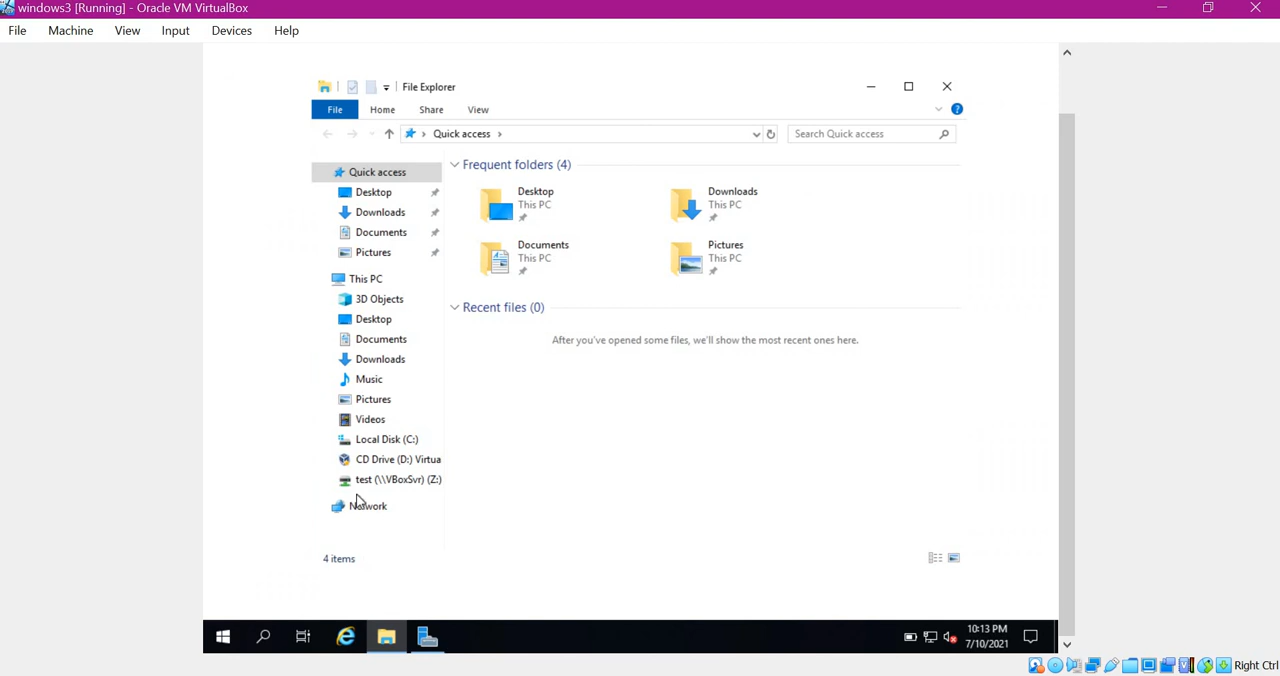 windows3 [Running] - Oracle VM VirtualBox
File Machine View Input Devices Help
File Explorer
File Home Share View
Quick access
Search Quick access
Quick access
Desktop
Downloads
Documents
Pictures
This PC
3D Objects
Desktop
Documents
Downloads
Music
Pictures
Videos
Local Disk (C:)
CD Drive (D:) Virtua
test (\\VBoxSvr) (Z:)
Network
Frequent folders (4)
Desktop
This PC
Downloads
This PC
Documents
This PC
Pictures
This PC
Recent files (0)
After you've opened some files, we'll show the most recent ones here.
4 items
10:13 PM
7/10/2021
Right Ctrl